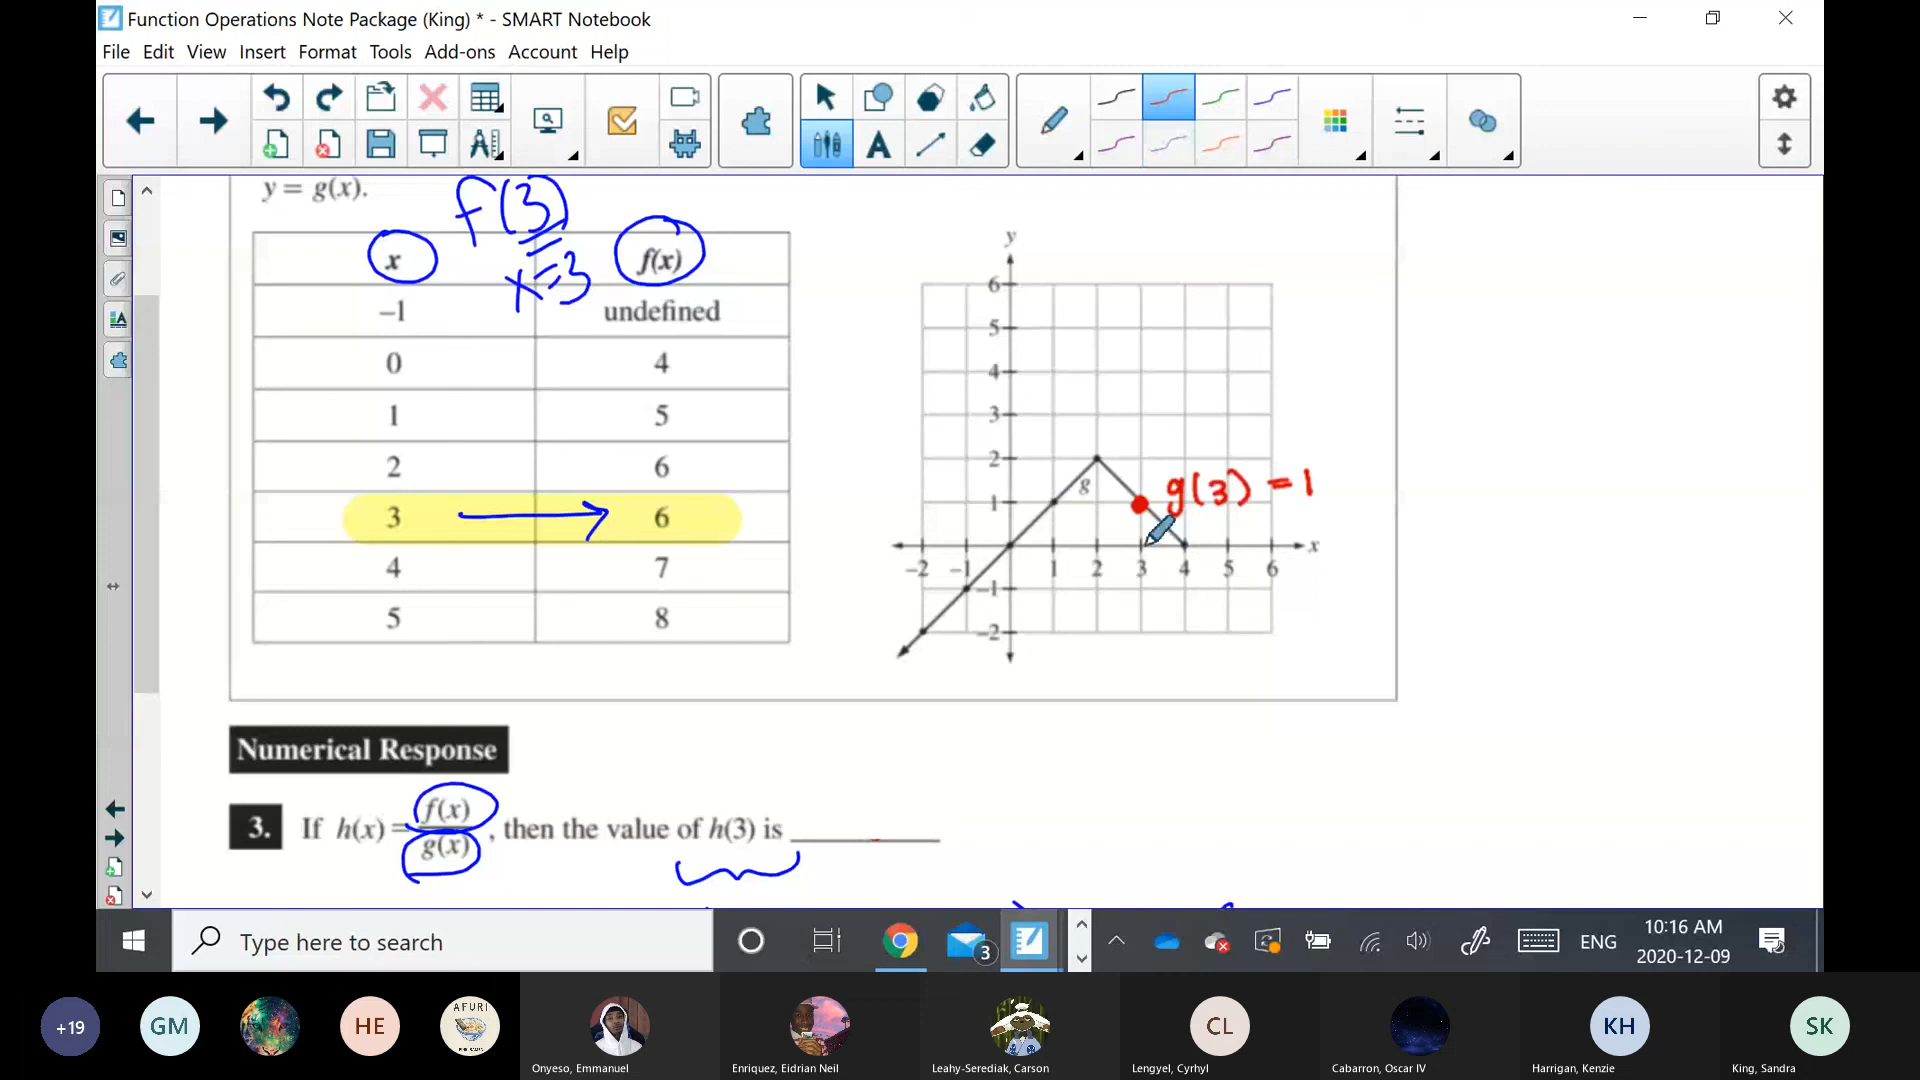 Function Operations Note Package (King) * - SMART Notebook
File Edit View Insert Format Tools Add-ons Account Help
y = g(x).
f(3)
x=3
x f(x)
–1 undefined
0 4
1 5
2 6
3 6
4 7
5 8
y
6
5
4
3
2
1
g
g(3) = 1
x
–2 –1 1 2 3 4 5 6
–1
–2
Numerical Response
3. If h(x) = f(x)/g(x), then the value of h(3) is
Type here to search
3
ENG
10:16 AM
2020-12-09
+19
GM
HE
AFURI
Onyeso, Emmanuel
Enriquez, Eidrian Neil
Leahy-Serediak, Carson
CL
Lengyel, Cyrhyl
Cabarron, Oscar IV
KH
Harrigan, Kenzie
SK
King, Sandra